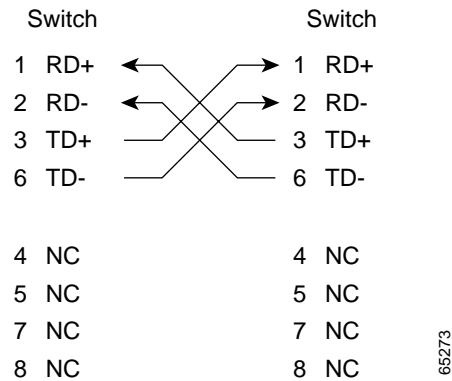 Switch Switch
1 RD+ 1 RD+
2 RD- 2 RD-
3 TD+ 3 TD+
6 TD- 6 TD-
4 NC 4 NC
5 NC 5 NC
7 NC 7 NC
8 NC 8 NC
65273